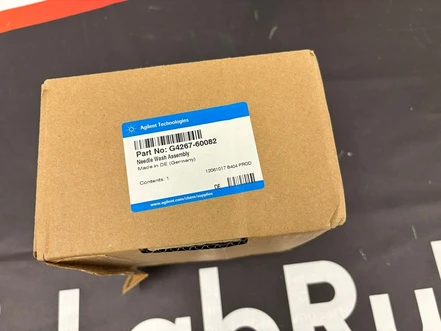 Agilent Technologies
Part No: G4267-60082
Needle Wash Assembly
Made in DE (Germany)
12061017 B404 PROD
Contents: 1
DE
www.agilent.com/chem/supplies
LabRu